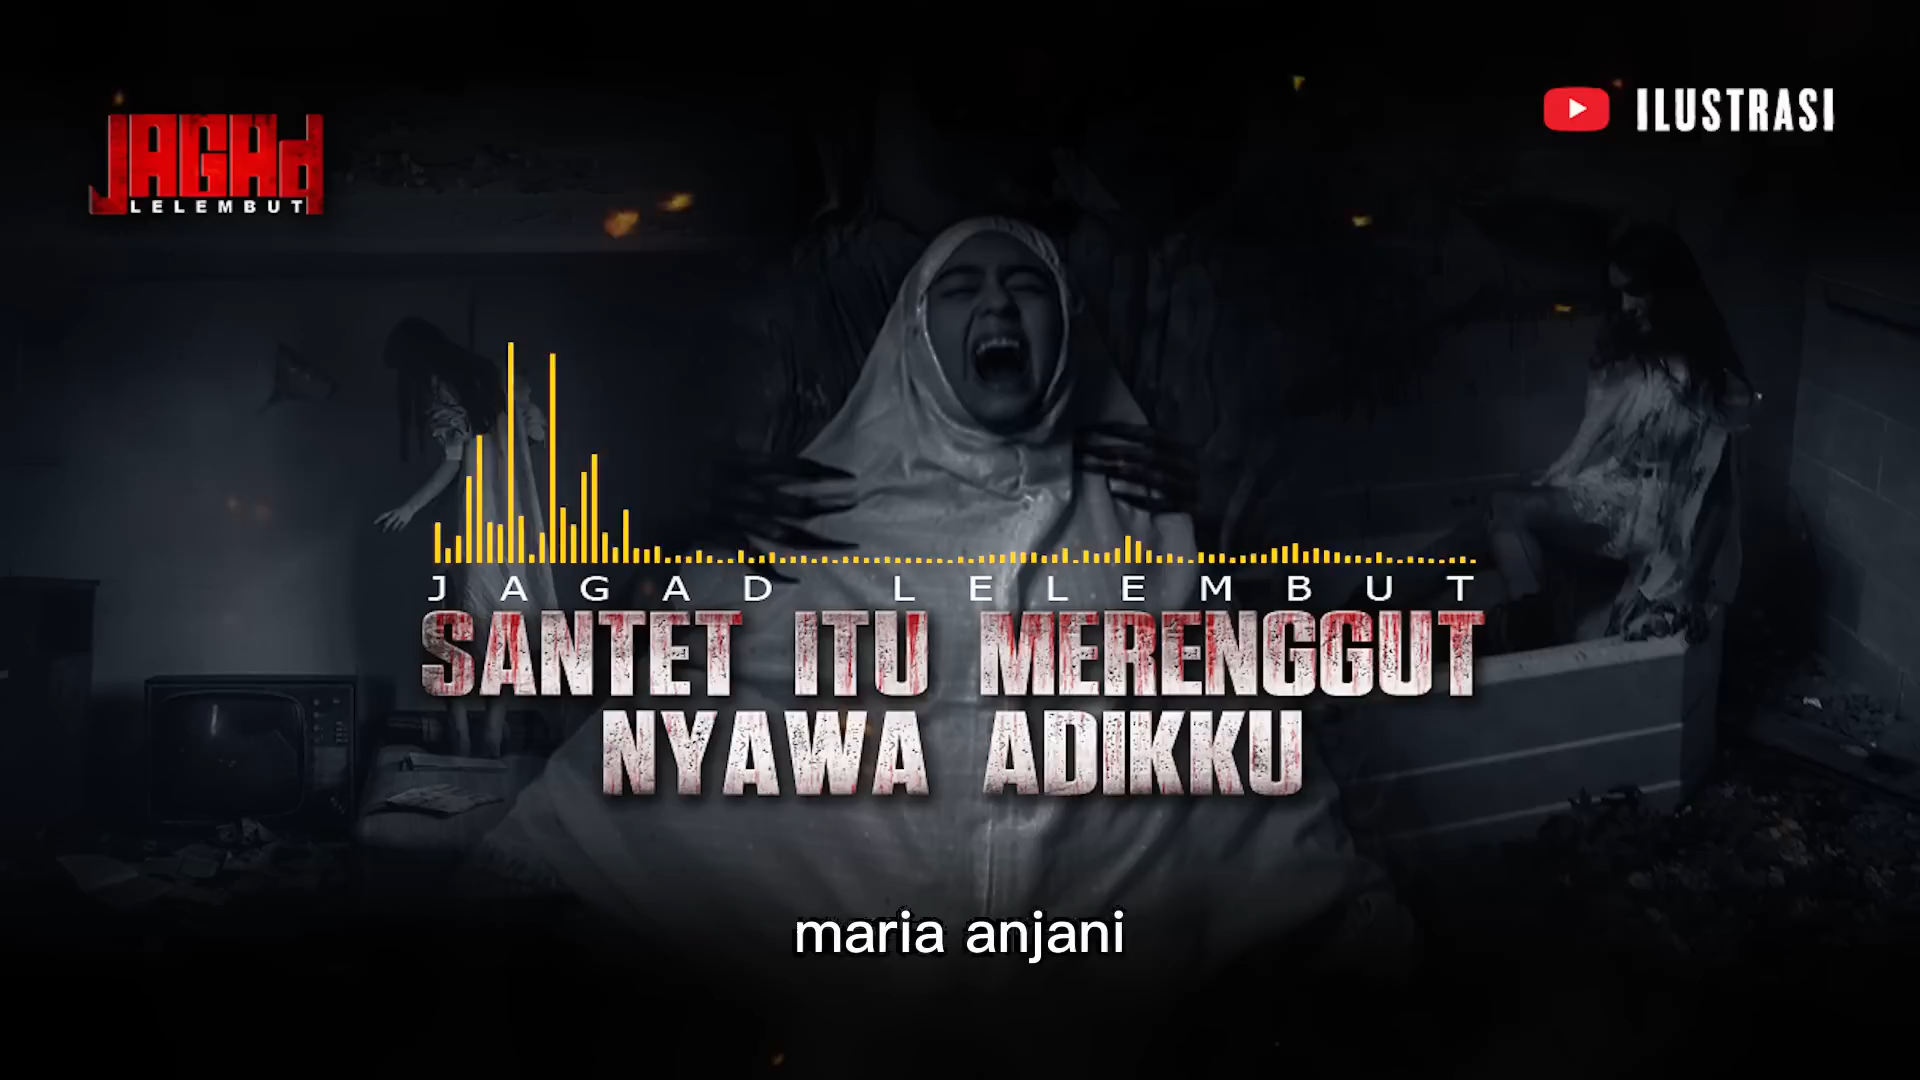 JAGAd
LELEMBUT
ILUSTRASI
JAGAD LELEMBUT
SANTET ITU MERENGGUT
NYAWA ADIKKU
maria anjani